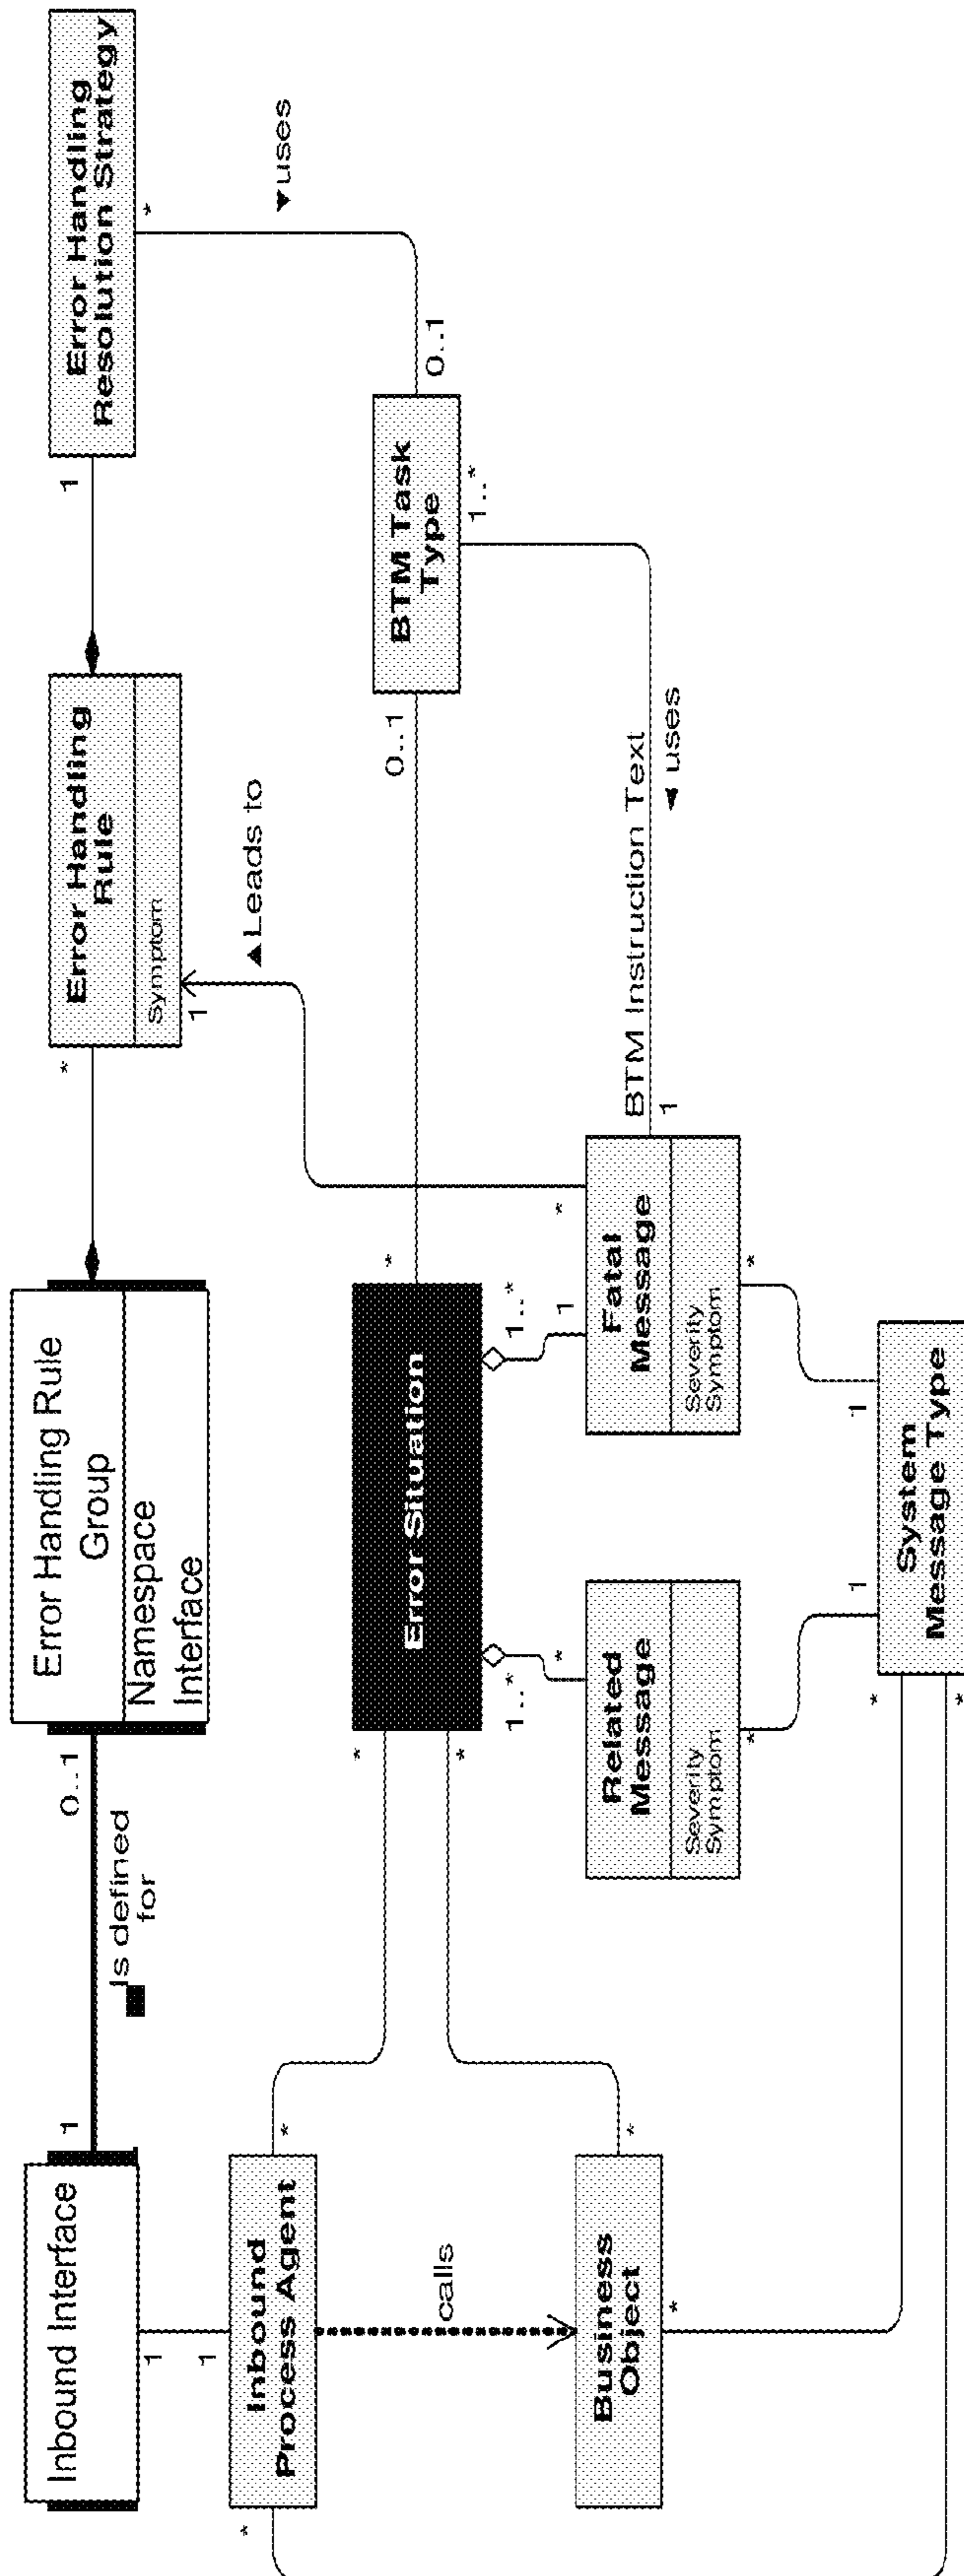 Inbound Interface
1
Is defined
for
0..1
Error Handling Rule
Group
Namespace
Interface
*
Error Handling
Rule
Symptom
1
1
Error Handling
Resolution Strategy
*
▼uses
1
1
Inbound
Process Agent
*
*
calls
Business
Object
*
*
*
*
Error Situation
*
0..1
BTM Task
Type
0..1
1..*
▲Leads to
1..*
*
1..*
1
Related
Message
Severity
Symptom
*
Fatal
Message
Severity
Symptom
*
*
1
BTM Instruction Text
◄ uses
1
1
System
Message Type
*
*